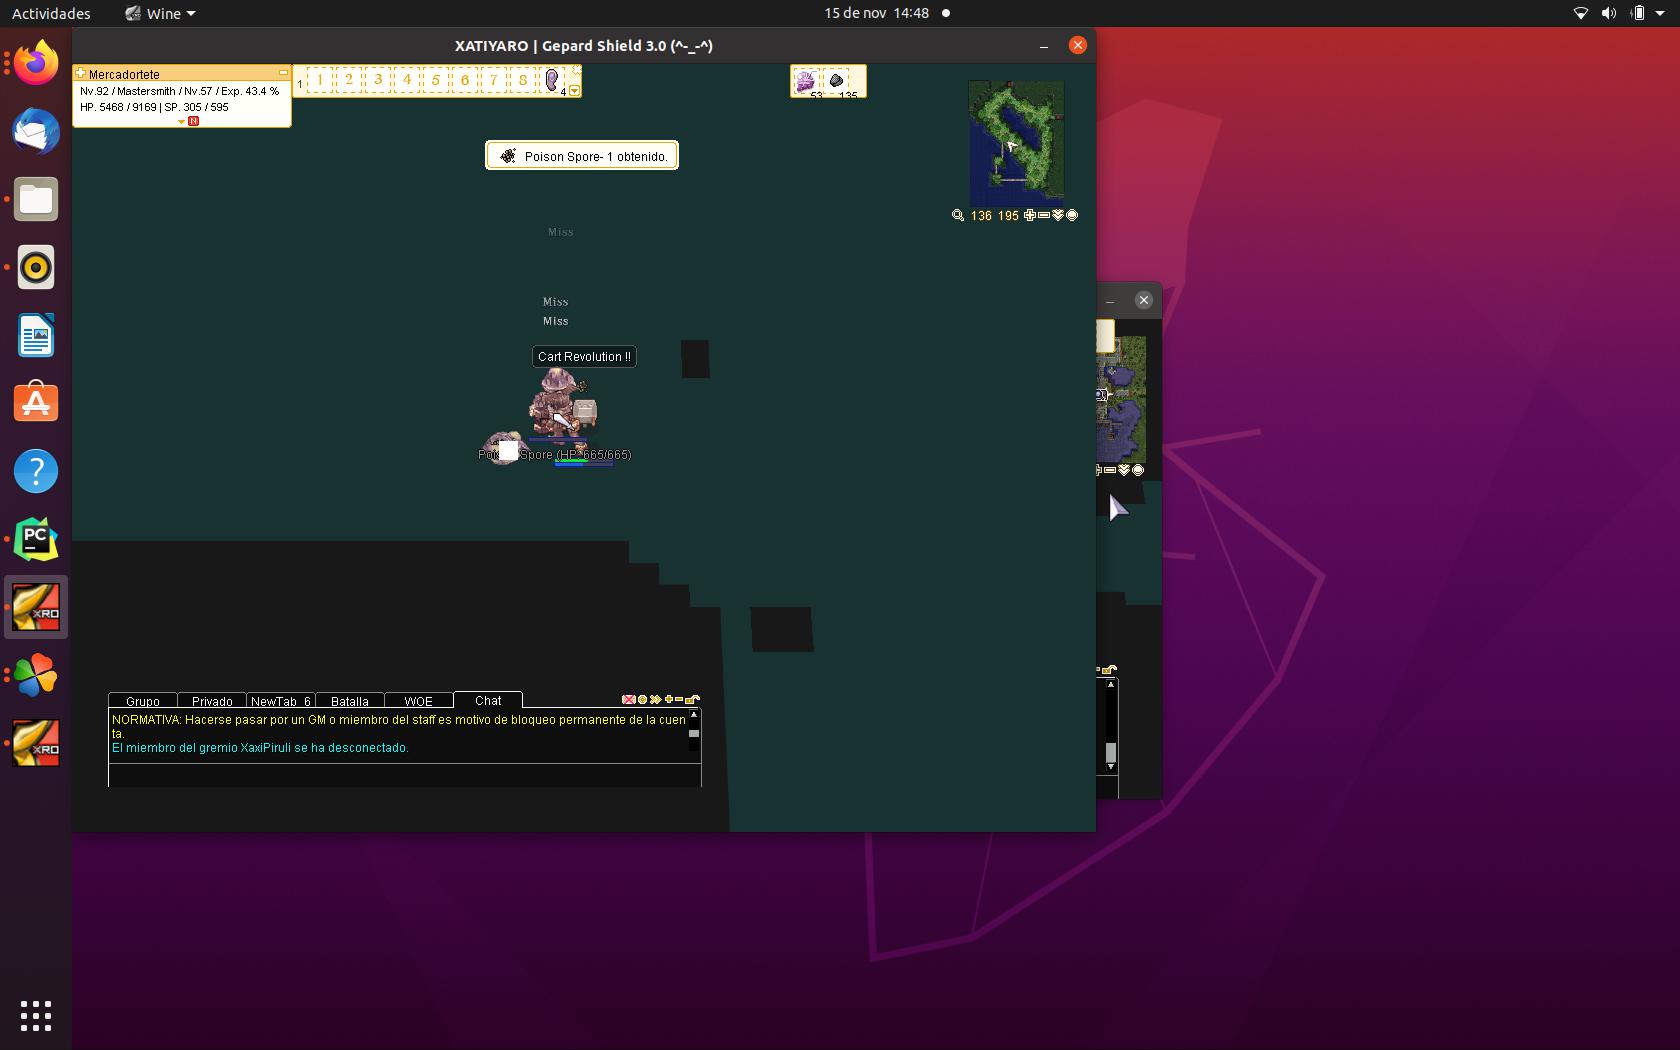 Actividades
Wine
15 de nov 14:48
XATIYARO | Gepard Shield 3.0 (^-_-^)
Mercadortete
Nv.92 / Mastersmith / Nv.57 / Exp. 43.4 %
HP. 5468 / 9169 | SP. 305 / 595
N
1 1 2 3 4 5 6 7 8 4
53 135
Poison Spore- 1 obtenido.
136 195
Miss
Miss
Miss
Cart Revolution !!
Spore (HP: 665/665)
PC
XRO
XRO
Grupo Privado NewTab 6 Batalla WOE Chat
NORMATIVA: Hacerse pasar por un GM o miembro del staff es motivo de bloqueo permanente de la cuen
ta.
El miembro del gremio XaxiPiruli se ha desconectado.